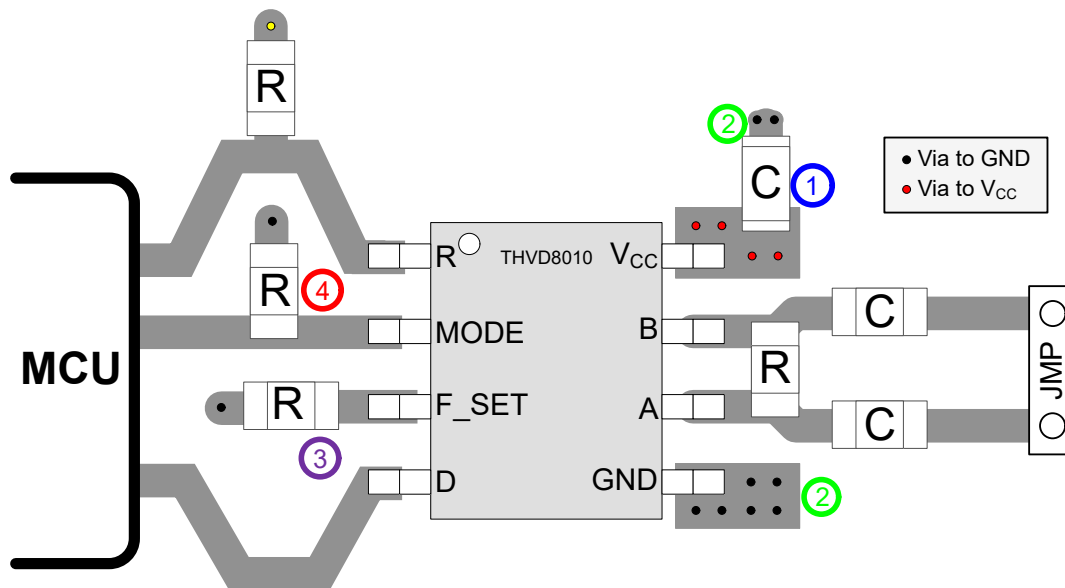 R
2
C
1
• Via to GND
• Via to VCC
R
THVD8010
VCC
R
4
MODE
B
C
MCU
R
JMP
R
F_SET
A
C
3
D
GND
2